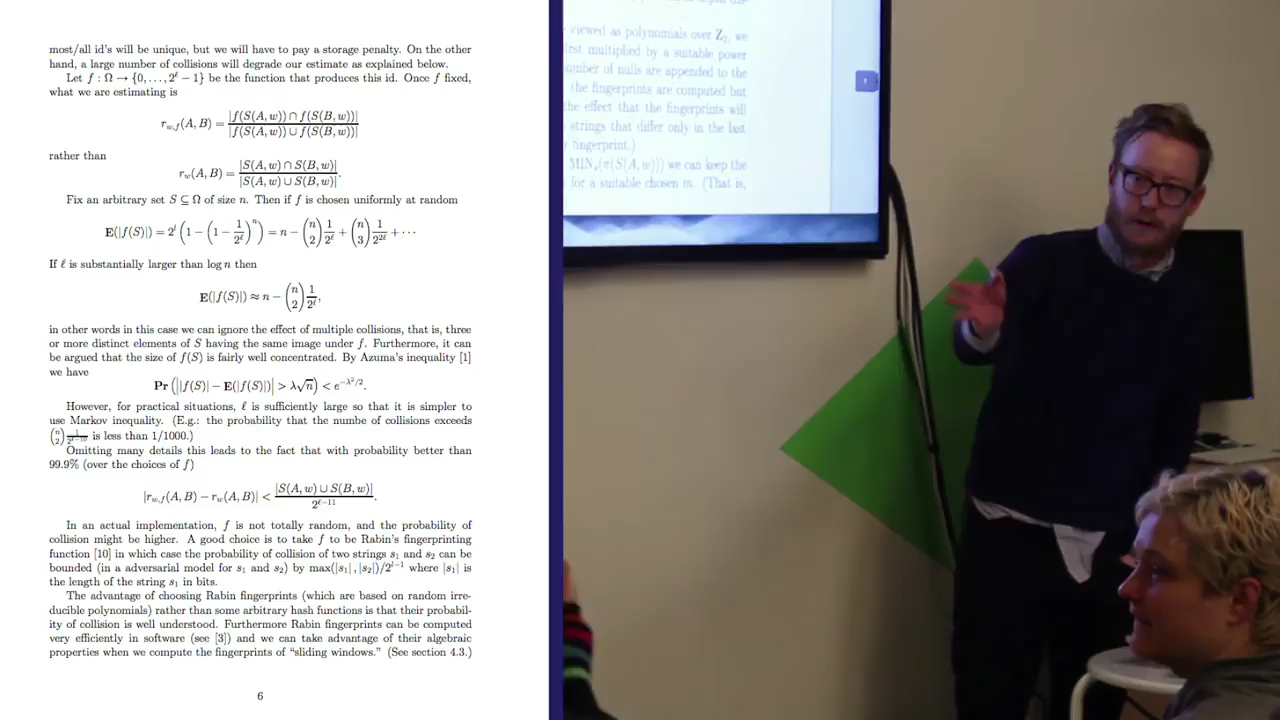 most/all id's will be unique, but we will have to pay a storage penalty. On the other
hand, a large number of collisions will degrade our estimate as explained below.
Let f : Ω → {0, . . . , 2^ℓ − 1} be the function that produces this id. Once f fixed,
what we are estimating is
r_{w,f}(A, B) = |f(S(A, w)) ∩ f(S(B, w))| / |f(S(A, w)) ∪ f(S(B, w))|
rather than
r_w(A, B) = |S(A, w) ∩ S(B, w)| / |S(A, w) ∪ S(B, w)|.
Fix an arbitrary set S ⊆ Ω of size n. Then if f is chosen uniformly at random
E(|f(S)|) = 2^l (1 − (1 − 1/2^ℓ)^n) = n − (n 2) 1/2^ℓ + (n 3) 1/2^{2ℓ} + · · ·
If ℓ is substantially larger than log n then
E(|f(S)|) ≈ n − (n 2) 1/2^ℓ,
in other words in this case we can ignore the effect of multiple collisions, that is, three
or more distinct elements of S having the same image under f. Furthermore, it can
be argued that the size of f(S) is fairly well concentrated. By Azuma's inequality [1]
we have
Pr (||f(S)| − E(|f(S)|)| > λ√n) < e^{−λ²/2}.
However, for practical situations, ℓ is sufficiently large so that it is simpler to
use Markov inequality. (E.g.: the probability that the numbe of collisions exceeds
(n 2) 1/2^{ℓ−10} is less than 1/1000.)
Omitting many details this leads to the fact that with probability better than
99.9% (over the choices of f)
|r_{w,f}(A, B) − r_w(A, B)| < |S(A, w) ∪ S(B, w)| / 2^{ℓ−11}.
In an actual implementation, f is not totally random, and the probability of
collision might be higher. A good choice is to take f to be Rabin's fingerprinting
function [10] in which case the probability of collision of two strings s₁ and s₂ can be
bounded (in a adversarial model for s₁ and s₂) by max(|s₁|, |s₂|)/2^{l−1} where |s₁| is
the length of the string s₁ in bits.
The advantage of choosing Rabin fingerprints (which are based on random irre-
ducible polynomials) rather than some arbitrary hash functions is that their probabil-
ity of collision is well understood. Furthermore Rabin fingerprints can be computed
very efficiently in software (see [3]) and we can take advantage of their algebraic
properties when we compute the fingerprints of "sliding windows." (See section 4.3.)
6
viewed as polynomials over Z₂, we
first multiplied by a suitable power
number of nulls are appended to the
the fingerprints are computed but
the effect that the fingerprints will
strings that differ only in the last
fingerprint.)
MIN_s(π(S(A, w))) we can keep the
for a suitable chosen m. (That is,